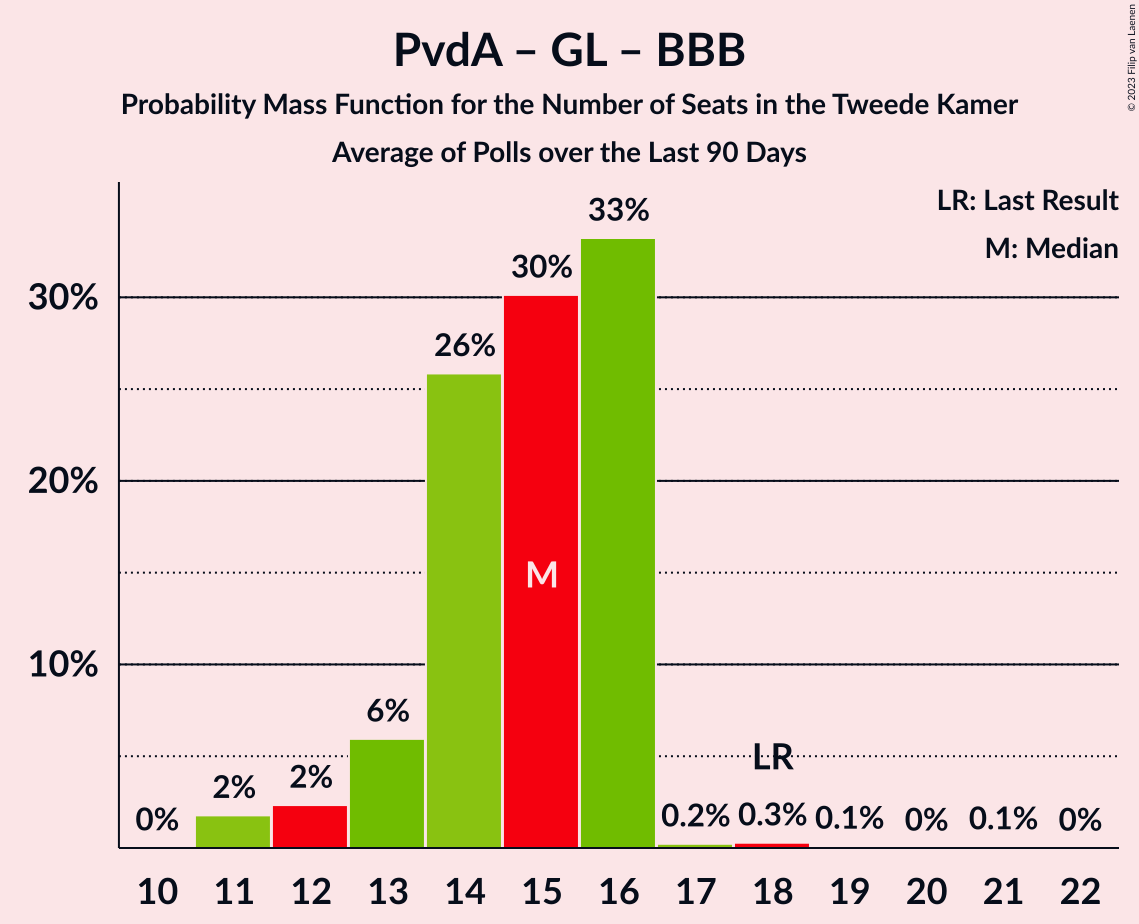 PvdA – GL – BBB
Probability Mass Function for the Number of Seats in the Tweede Kamer
Average of Polls over the Last 90 Days
© 2023 Filip van Laenen
LR: Last Result
M: Median
33%
30%
30%
26%
20%
M
10%
6%
LR
2%
2%
0%
0.2%
0.3%
0.1%
0%
0.1%
0%
10 11 12 13 14 15 16 17 18 19 20 21 22